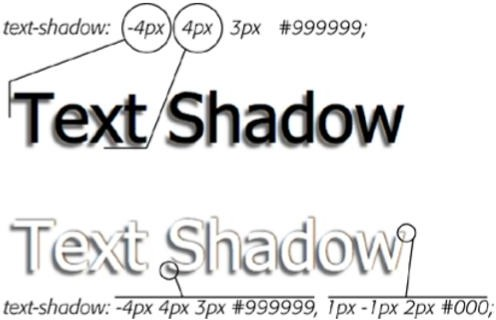 text-shadow: -4px 4px 3px #999999;
Text Shadow
Text Shadow
text-shadow: -4px 4px 3px #999999, 1px -1px 2px #000;